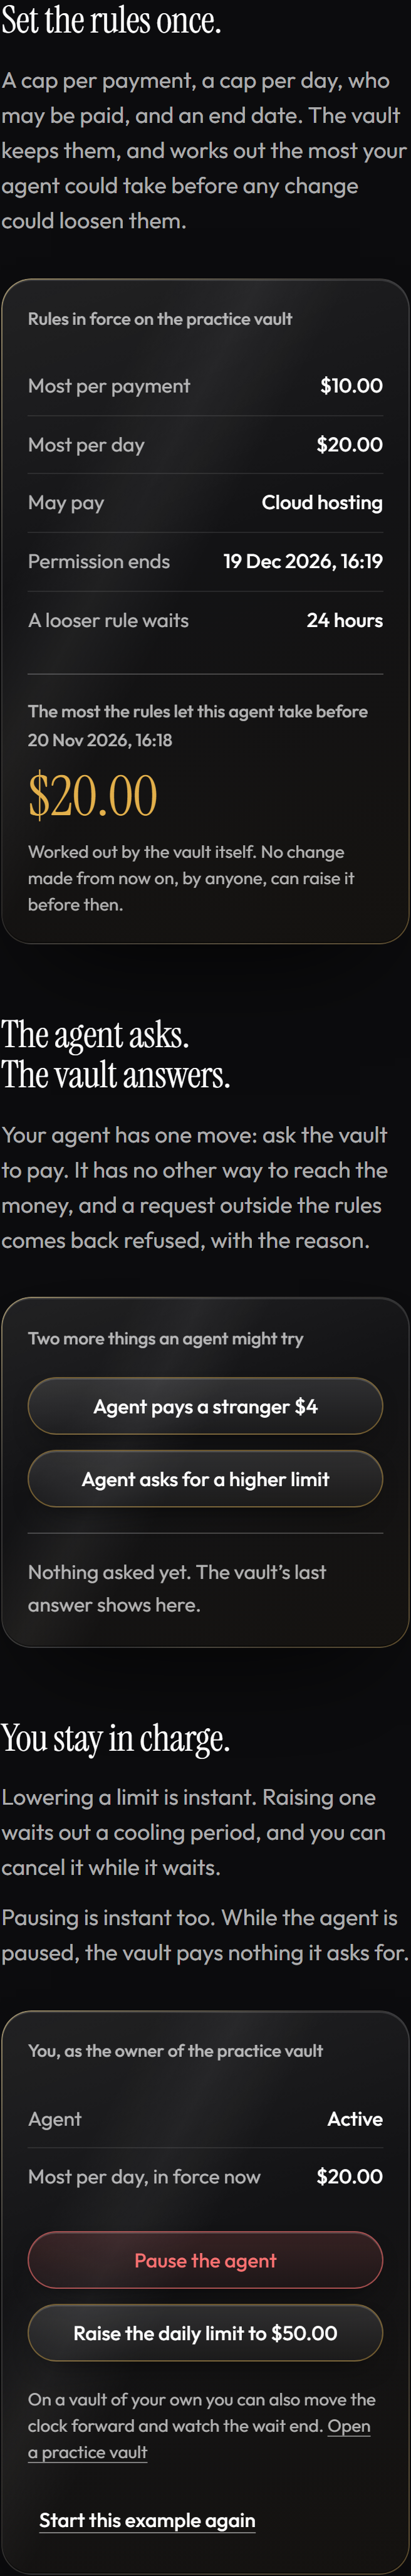 Set the rules once.
A cap per payment, a cap per day, who
may be paid, and an end date. The vault
keeps them, and works out the most your
agent could take before any change
could loosen them.
Rules in force on the practice vault
Most per payment $10.00
Most per day $20.00
May pay Cloud hosting
Permission ends 19 Dec 2026, 16:19
A looser rule waits 24 hours
The most the rules let this agent take before
20 Nov 2026, 16:18
$20.00
Worked out by the vault itself. No change
made from now on, by anyone, can raise it
before then.
The agent asks.
The vault answers.
Your agent has one move: ask the vault
to pay. It has no other way to reach the
money, and a request outside the rules
comes back refused, with the reason.
Two more things an agent might try
Agent pays a stranger $4
Agent asks for a higher limit
Nothing asked yet. The vault’s last
answer shows here.
You stay in charge.
Lowering a limit is instant. Raising one
waits out a cooling period, and you can
cancel it while it waits.
Pausing is instant too. While the agent is
paused, the vault pays nothing it asks for.
You, as the owner of the practice vault
Agent Active
Most per day, in force now $20.00
Pause the agent
Raise the daily limit to $50.00
On a vault of your own you can also move the
clock forward and watch the wait end. Open
a practice vault
Start this example again